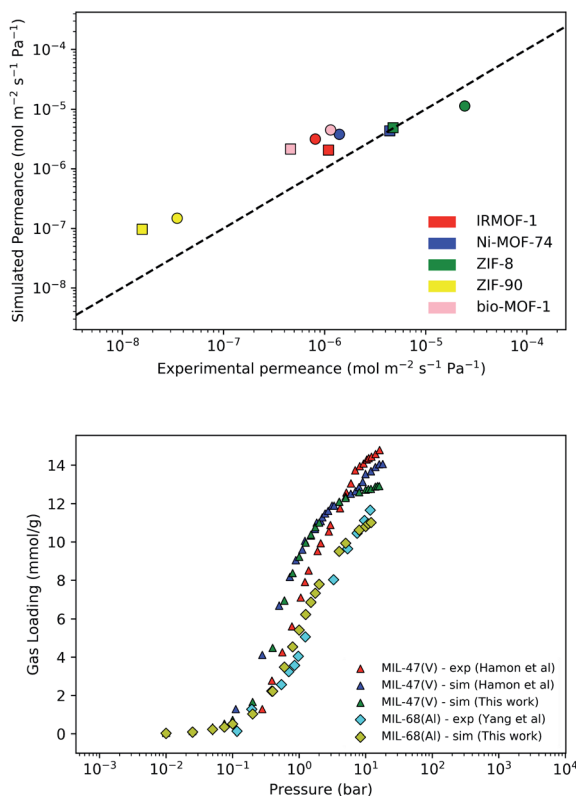 Simulated Permeance (mol m⁻² s⁻¹ Pa⁻¹)
10⁻⁴
10⁻⁵
10⁻⁶
10⁻⁷
10⁻⁸
IRMOF-1
Ni-MOF-74
ZIF-8
ZIF-90
bio-MOF-1
10⁻⁸ 10⁻⁷ 10⁻⁶ 10⁻⁵ 10⁻⁴
Experimental permeance (mol m⁻² s⁻¹ Pa⁻¹)
Gas Loading (mmol/g)
14
12
10
8
6
4
2
0
MIL-47(V) - exp (Hamon et al)
MIL-47(V) - sim (Hamon et al)
MIL-47(V) - sim (This work)
MIL-68(Al) - exp (Yang et al)
MIL-68(Al) - sim (This work)
10⁻³ 10⁻² 10⁻¹ 10⁰ 10¹ 10² 10³ 10⁴
Pressure (bar)